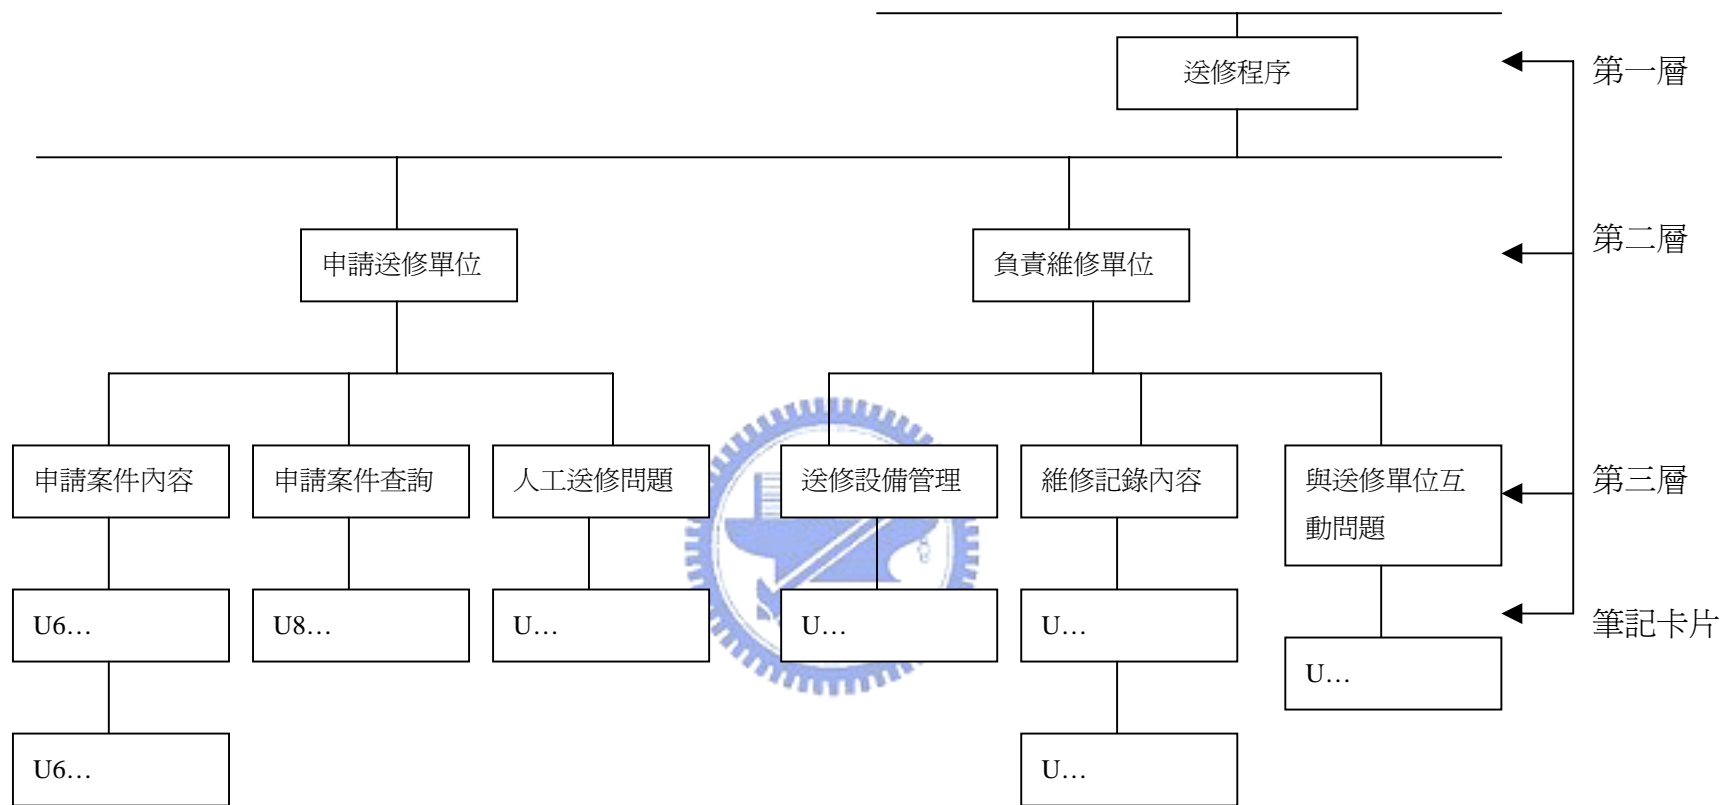 送修程序
第一層
第二層
申請送修單位
負責維修單位
申請案件內容
申請案件查詢
人工送修問題
送修設備管理
維修記錄內容
與送修單位互
動問題
第三層
U6...
U8...
U...
U...
U...
筆記卡片
U...
U6...
U...